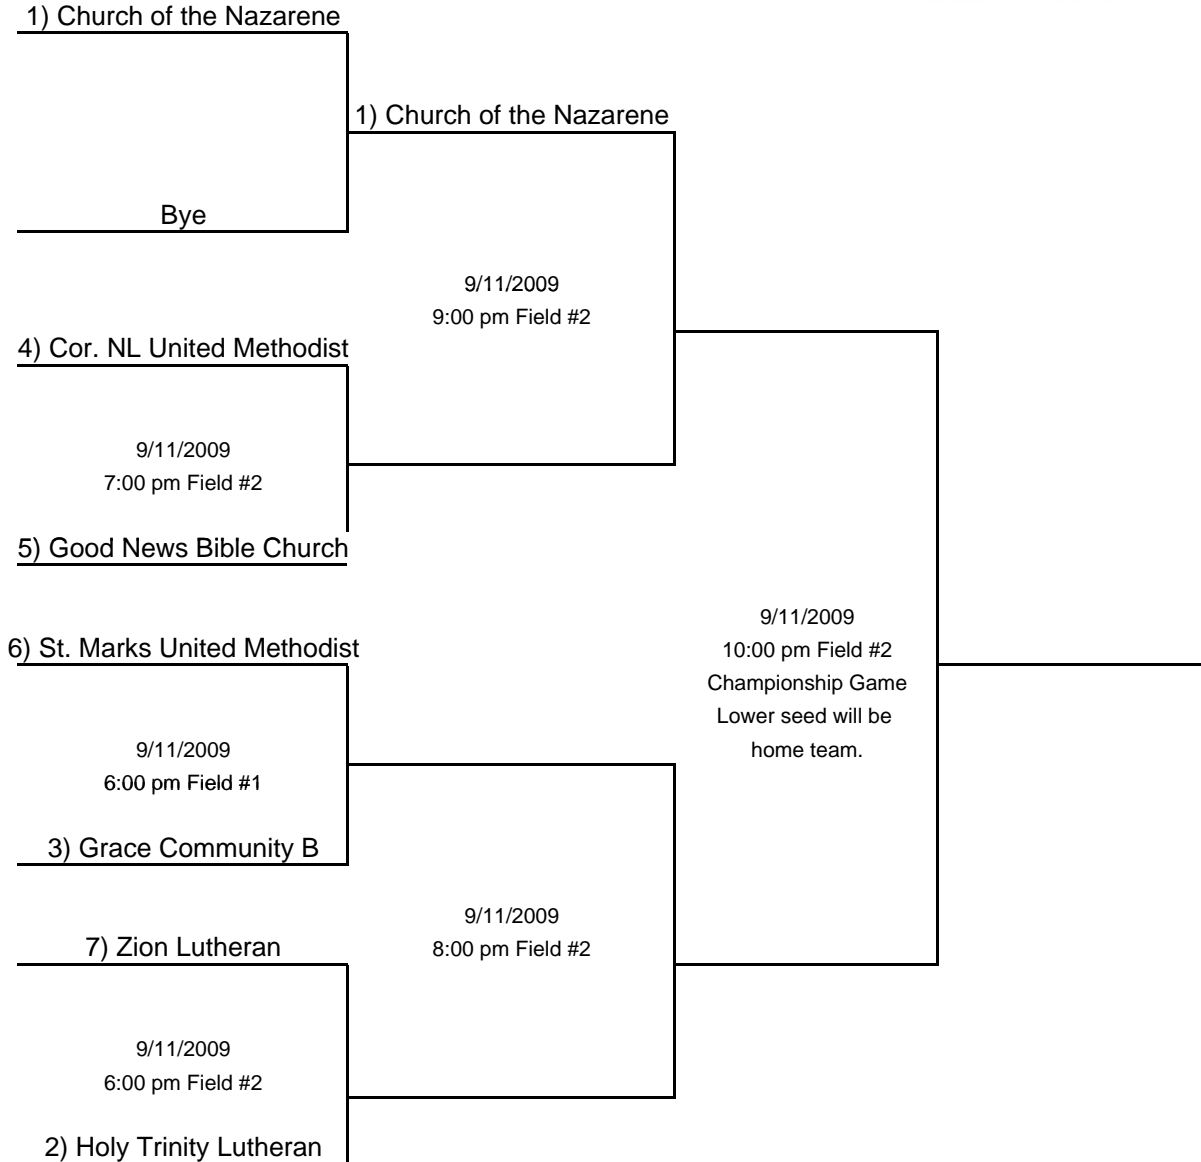 1) Church of the Nazarene
1) Church of the Nazarene
Bye
9/11/2009
9:00 pm Field #2
4) Cor. NL United Methodist
9/11/2009
7:00 pm Field #2
5) Good News Bible Church
9/11/2009
10:00 pm Field #2
Championship Game
Lower seed will be
home team.
6) St. Marks United Methodist
9/11/2009
6:00 pm Field #1
3) Grace Community B
9/11/2009
8:00 pm Field #2
7) Zion Lutheran
9/11/2009
6:00 pm Field #2
2) Holy Trinity Lutheran